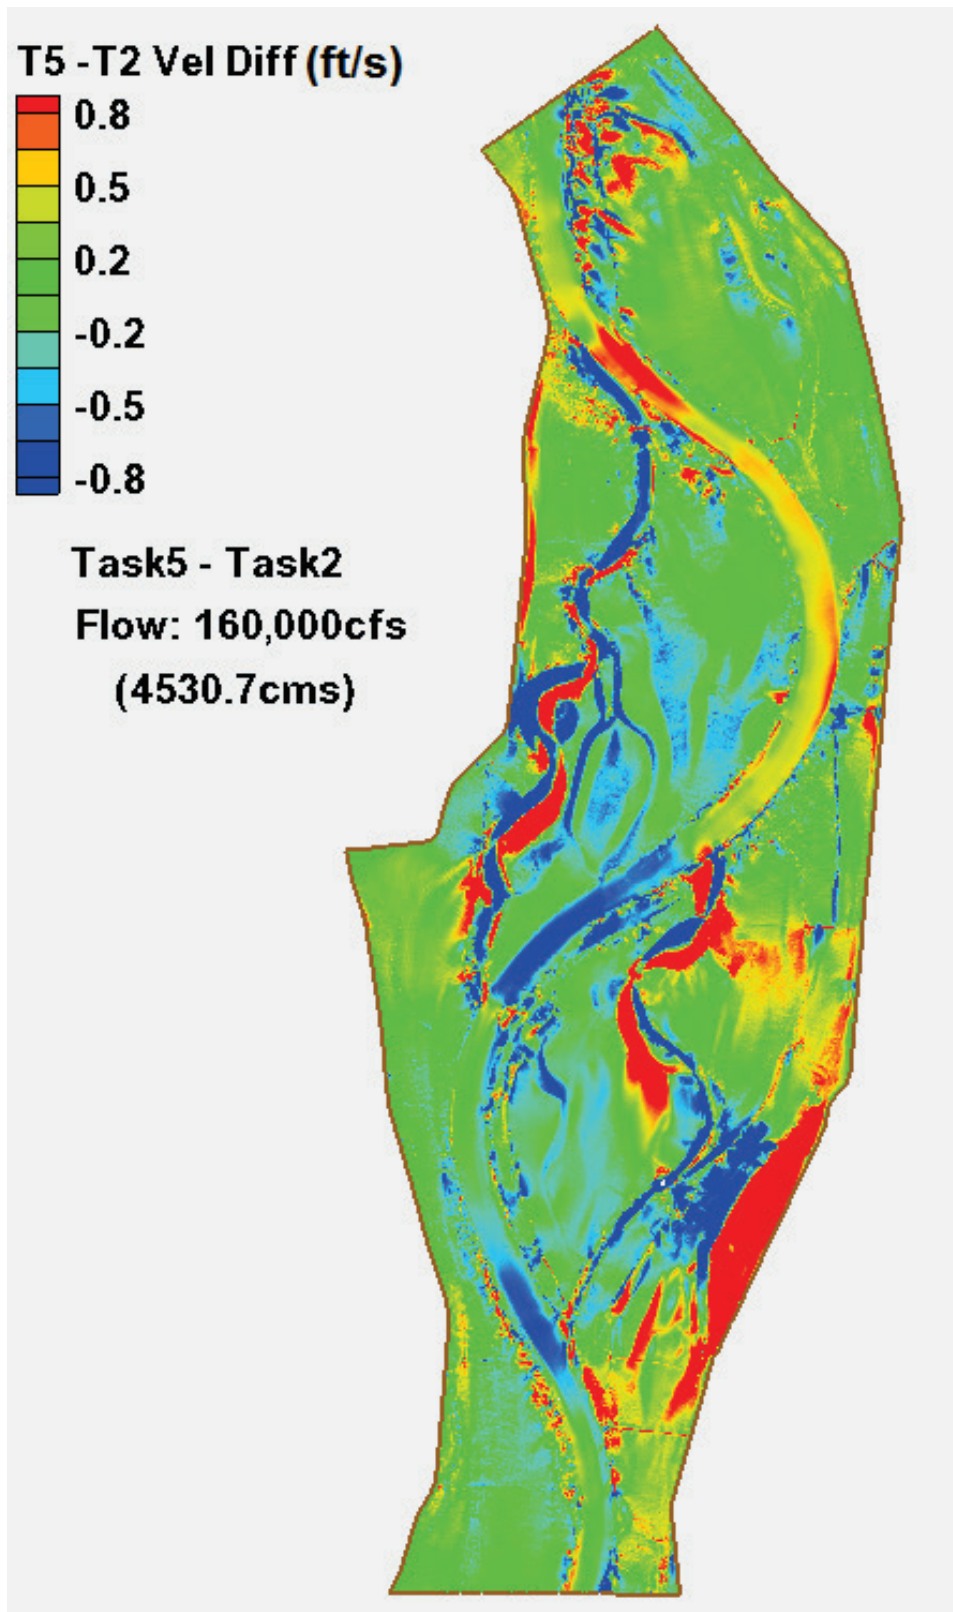 T5 -T2 Vel Diff (ft/s)
0.8
0.5
0.2
-0.2
-0.5
-0.8
Task5 - Task2
Flow: 160,000cfs
(4530.7cms)